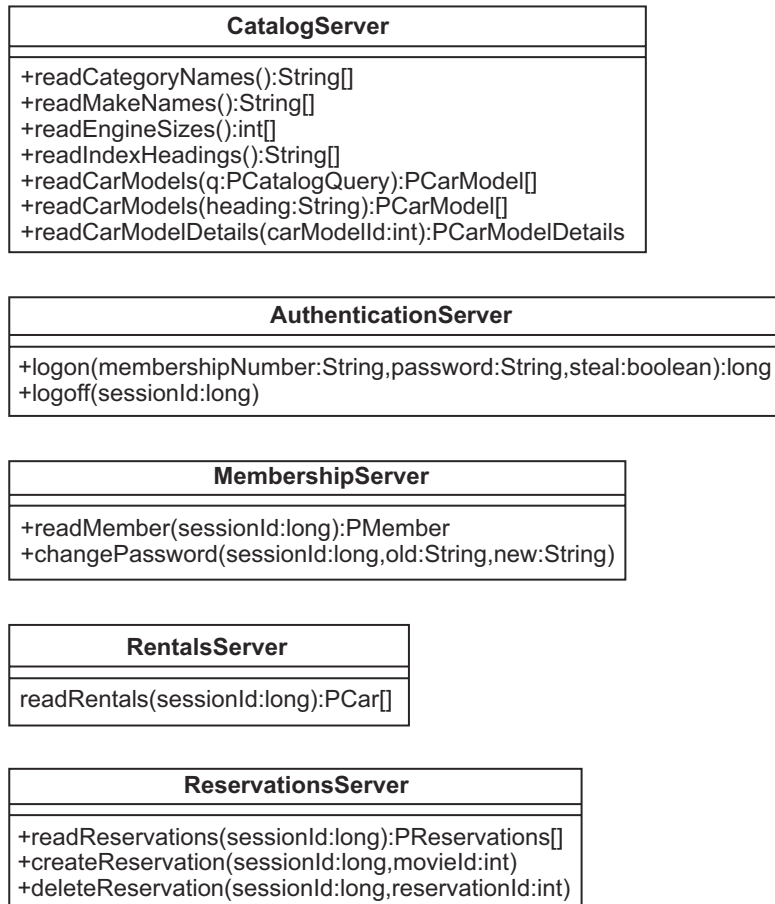 CatalogServer
+readCategoryNames():String[]
+readMakeNames():String[]
+readEngineSizes():int[]
+readIndexHeadings():String[]
+readCarModels(q:PCatalogQuery):PCarModel[]
+readCarModels(heading:String):PCarModel[]
+readCarModelDetails(carModelId:int):PCarModelDetails
AuthenticationServer
+logon(membershipNumber:String,password:String,steal:boolean):long
+logoff(sessionId:long)
MembershipServer
+readMember(sessionId:long):PMember
+changePassword(sessionId:long,old:String,new:String)
RentalsServer
readRentals(sessionId:long):PCar[]
ReservationsServer
+readReservations(sessionId:long):PReservations[]
+createReservation(sessionId:long,movieId:int)
+deleteReservation(sessionId:long,reservationId:int)